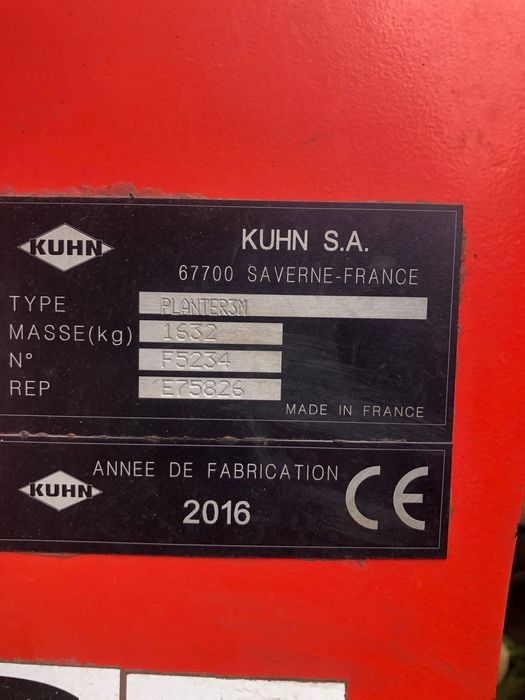 KUHN
KUHN S.A.
67700 SAVERNE-FRANCE
TYPE PLANTER3M
MASSE(kg) 1632
N° F5234
REP E75826
MADE IN FRANCE
KUHN
ANNEE DE FABRICATION
2016
CE